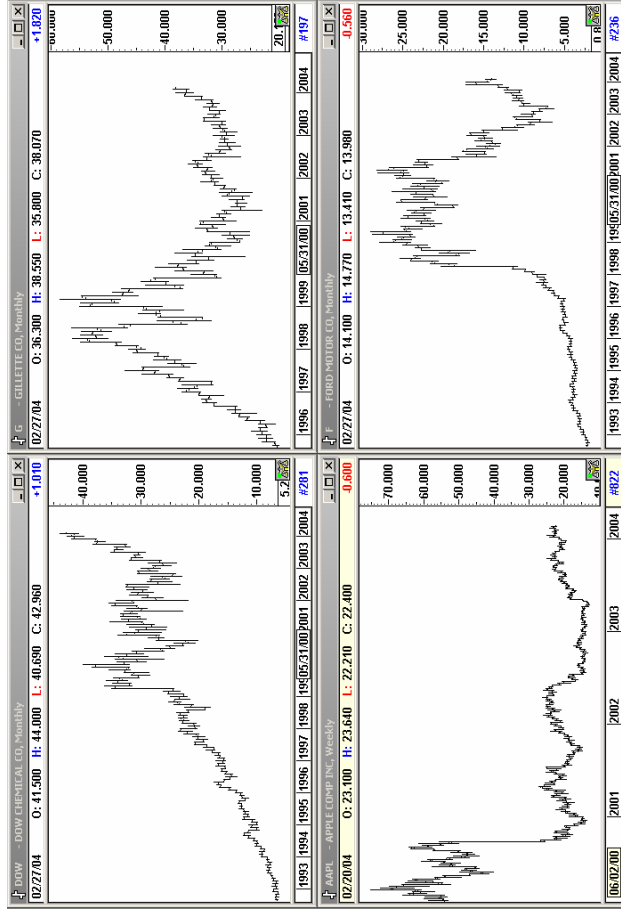 DOW - DOW CHEMICAL CO, Monthly
02/27/04 O: 41.500 H: 44.000 L: 40.690 C: 42.960 +1.010
40.000
30.000
20.000
10.000
5.2
1993 1994 1995 1996 1997 1998 199 05/31/00 2001 2002 2003 2004 #281
G - GILLETTE CO, Monthly
02/27/04 O: 36.300 H: 38.550 L: 35.800 C: 38.070 +1.820
60.000
50.000
40.000
30.000
20.
1996 1997 1998 1999 05/31/00 2001 2002 2003 2004 #197
AAPL - APPLE COMP INC, Weekly
02/20/04 O: 23.100 H: 23.640 L: 22.210 C: 22.400 -0.600
70.000
60.000
50.000
40.000
30.000
20.000
06/02/00 2001 2002 2003 2004 #822
F - FORD MOTOR CO, Monthly
02/27/04 O: 14.100 H: 14.770 L: 13.410 C: 13.980 -0.560
30.000
25.000
20.000
15.000
10.000
5.000
0.8
1993 1994 1995 1996 1997 1998 199 05/31/00 2001 2002 2003 2004 #236